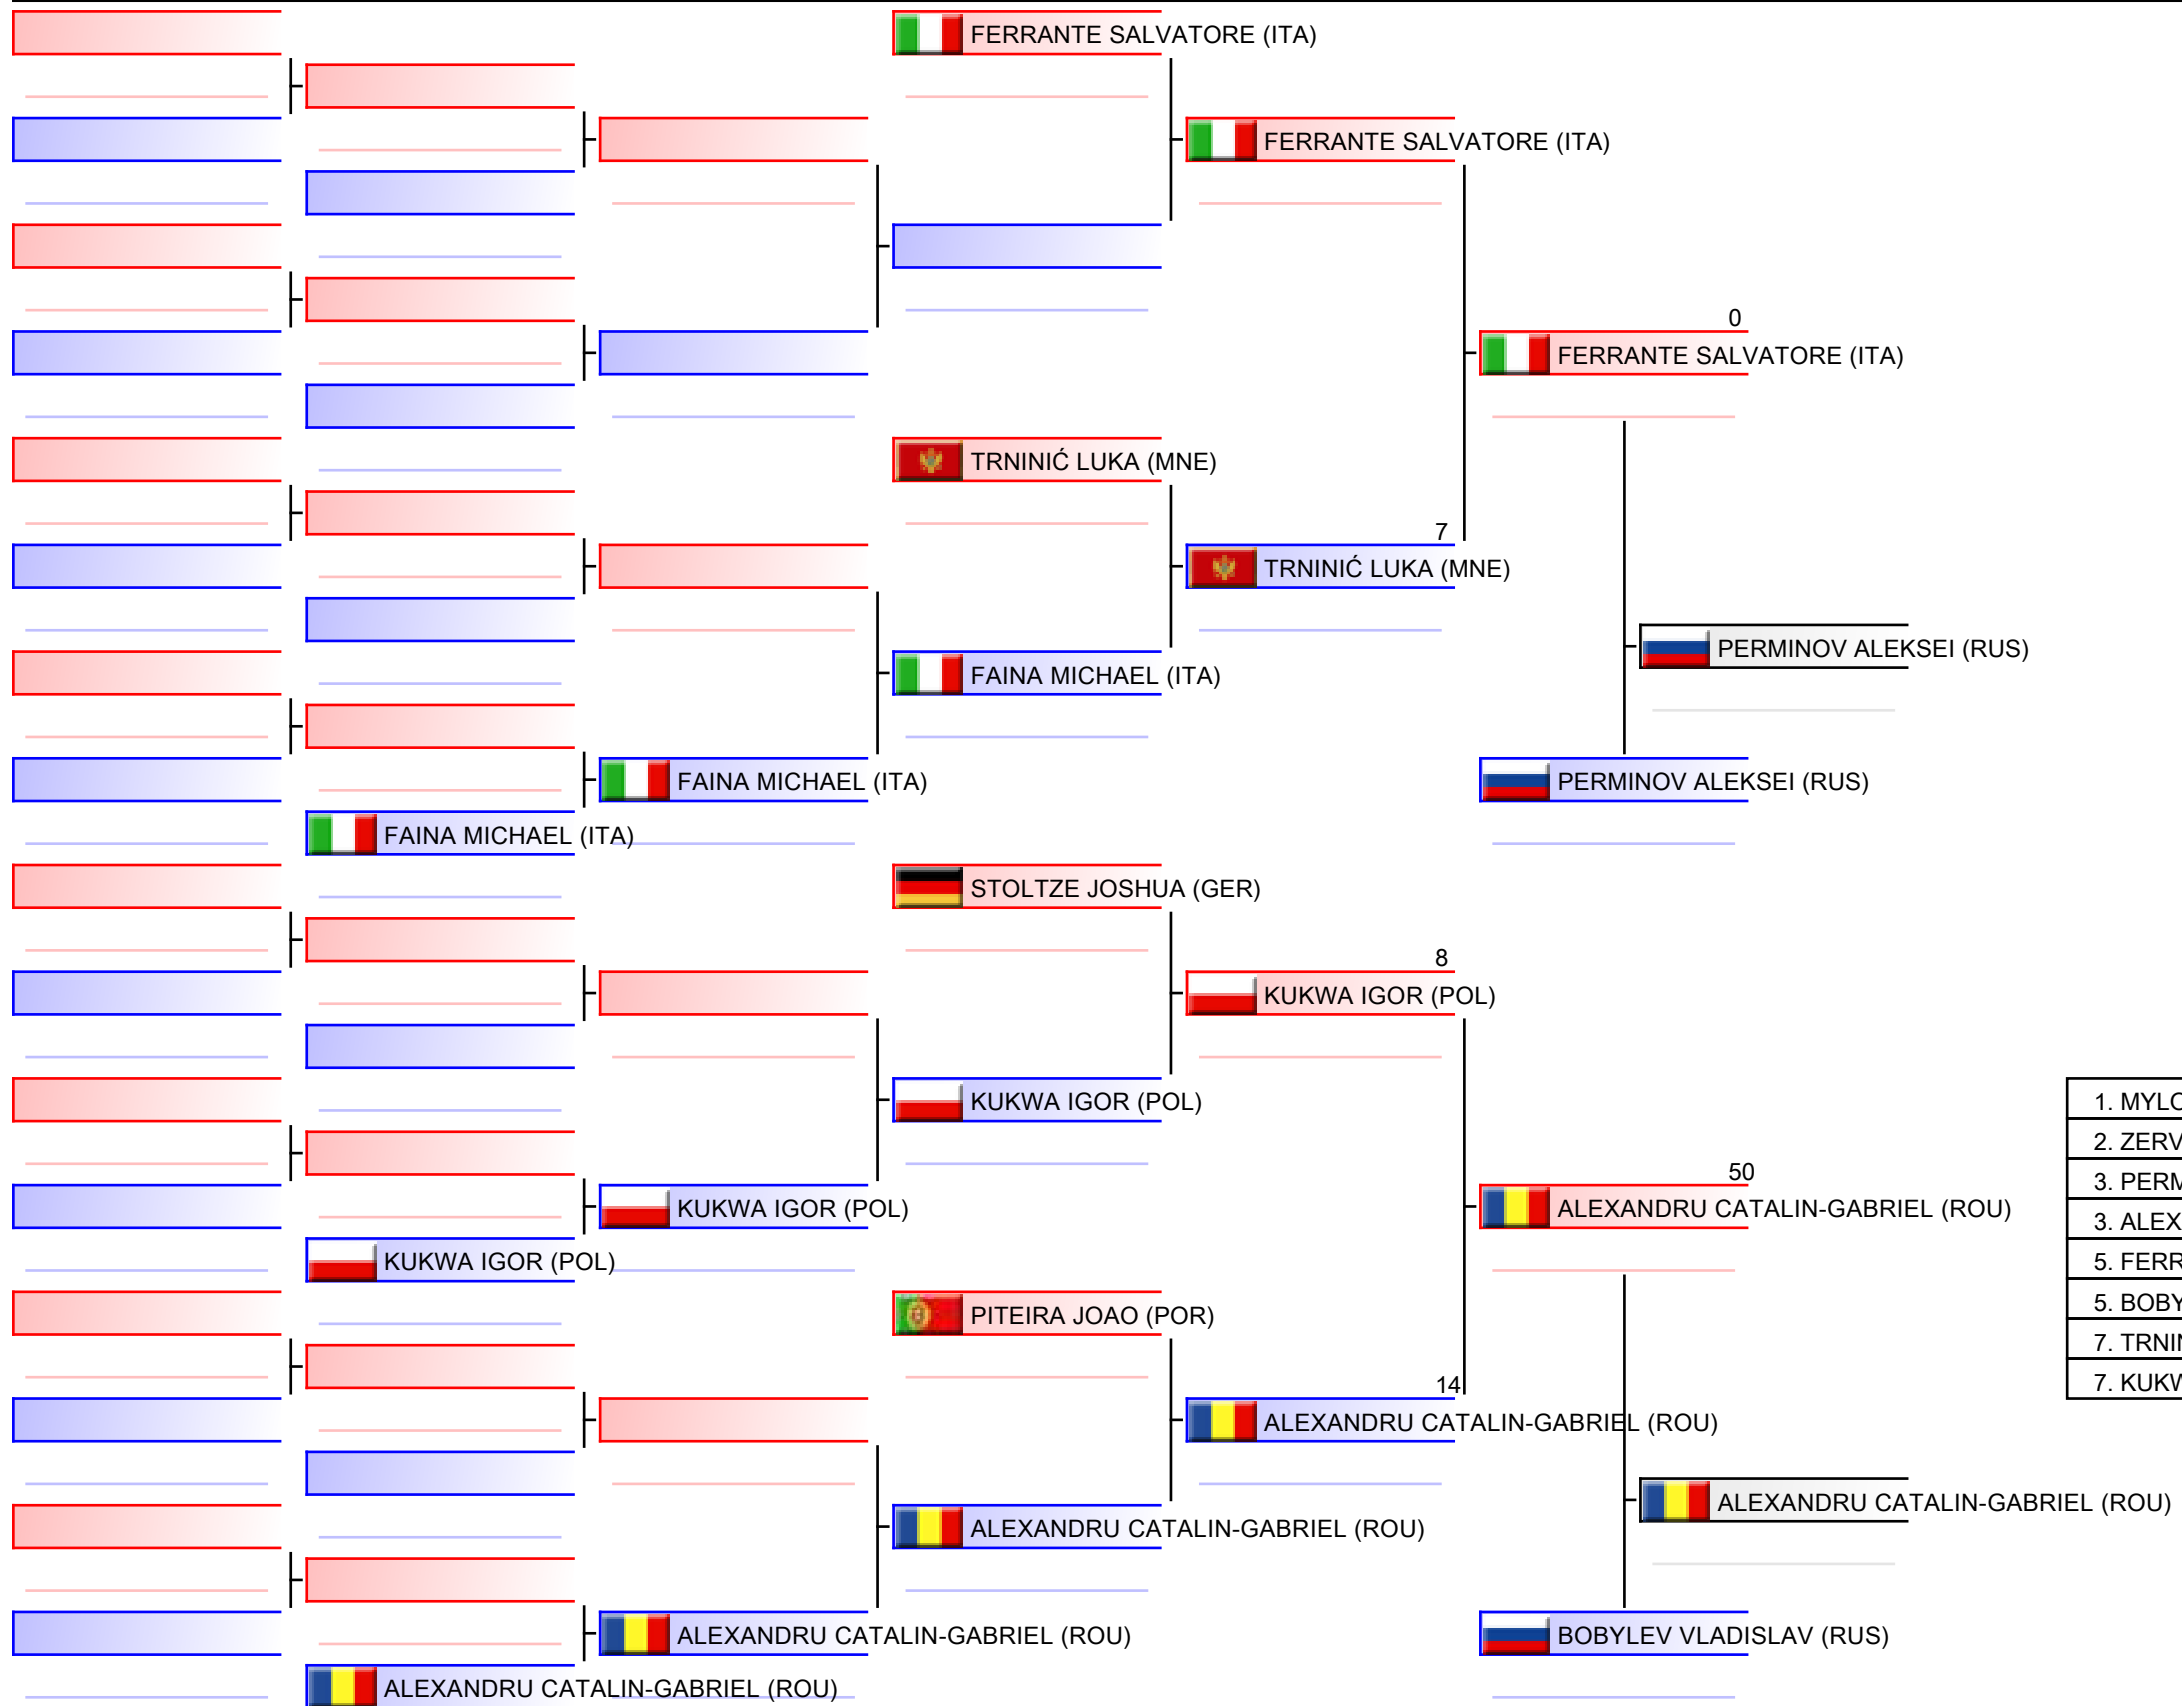 FERRANTE SALVATORE (ITA)
FERRANTE SALVATORE (ITA)
0
FERRANTE SALVATORE (ITA)
TRNINIĆ LUKA (MNE)
7
TRNINIĆ LUKA (MNE)
PERMINOV ALEKSEI (RUS)
FAINA MICHAEL (ITA)
FAINA MICHAEL (ITA)
PERMINOV ALEKSEI (RUS)
FAINA MICHAEL (ITA)
STOLTZE JOSHUA (GER)
8
KUKWA IGOR (POL)
KUKWA IGOR (POL)
1. MYLO
2. ZERV
50
3. PERM
KUKWA IGOR (POL)
ALEXANDRU CATALIN-GABRIEL (ROU)
3. ALEX
KUKWA IGOR (POL)
5. FERR
PITEIRA JOAO (POR)
5. BOBY
7. TRNIN
14
7. KUKW
ALEXANDRU CATALIN-GABRIEL (ROU)
ALEXANDRU CATALIN-GABRIEL (ROU)
ALEXANDRU CATALIN-GABRIEL (ROU)
ALEXANDRU CATALIN-GABRIEL (ROU)
BOBYLEV VLADISLAV (RUS)
ALEXANDRU CATALIN-GABRIEL (ROU)